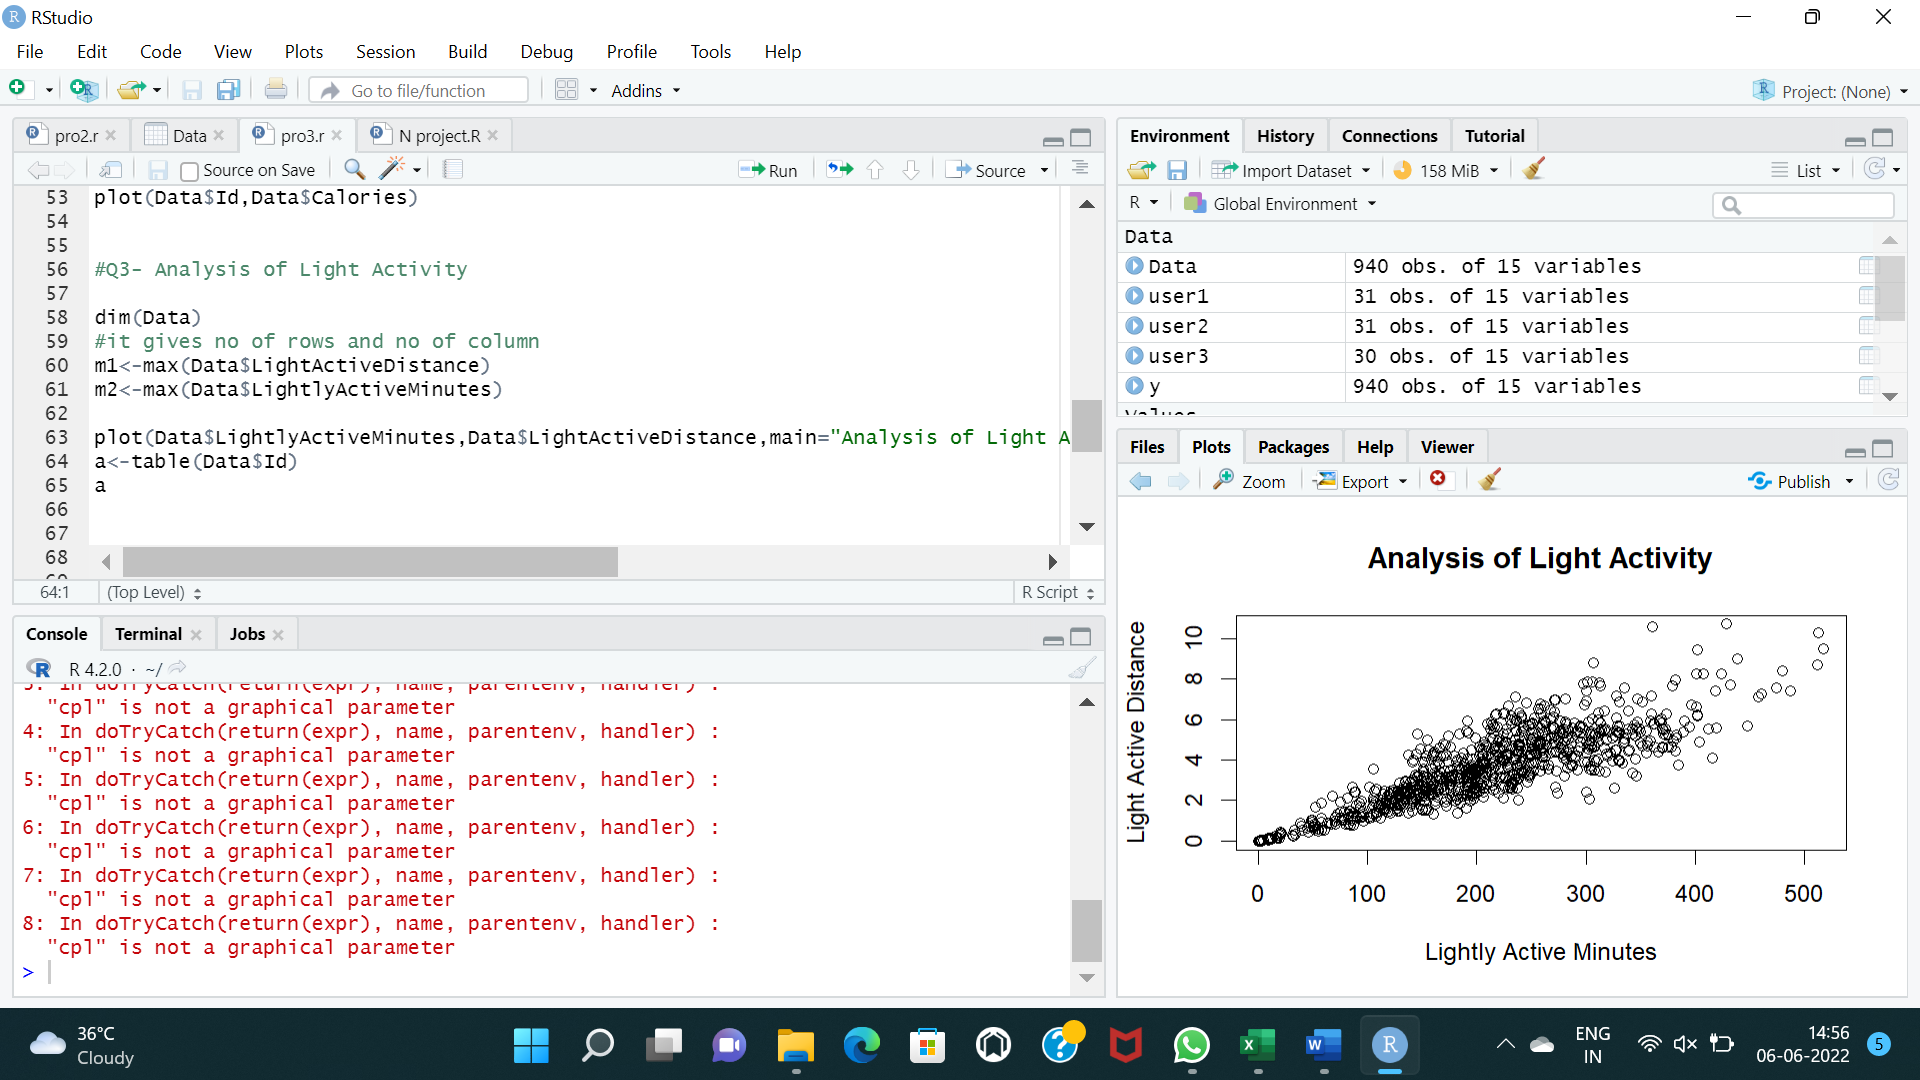 RStudio
File Edit Code View Plots Session Build Debug Profile Tools Help
Go to file/function Addins Project: (None)
pro2.r Data pro3.r N project.R
Source on Save Run Source
53 plot(Data$Id,Data$Calories)
54
55
56 #Q3- Analysis of Light Activity
57
58 dim(Data)
59 #it gives no of rows and no of column
60 m1<-max(Data$LightActiveDistance)
61 m2<-max(Data$LightlyActiveMinutes)
62
63 plot(Data$LightlyActiveMinutes,Data$LightActiveDistance,main="Analysis of Light A
64 a<-table(Data$Id)
65 a
66
67
68
64:1 (Top Level) R Script
Console Terminal Jobs
R 4.2.0 · ~/
In doTryCatch(return(expr), name, parentenv, handler) :
"cpl" is not a graphical parameter
4: In doTryCatch(return(expr), name, parentenv, handler) :
"cpl" is not a graphical parameter
5: In doTryCatch(return(expr), name, parentenv, handler) :
"cpl" is not a graphical parameter
6: In doTryCatch(return(expr), name, parentenv, handler) :
"cpl" is not a graphical parameter
7: In doTryCatch(return(expr), name, parentenv, handler) :
"cpl" is not a graphical parameter
8: In doTryCatch(return(expr), name, parentenv, handler) :
"cpl" is not a graphical parameter
>
Environment History Connections Tutorial
Import Dataset 158 MiB List
R Global Environment
Data
Data 940 obs. of 15 variables
user1 31 obs. of 15 variables
user2 31 obs. of 15 variables
user3 30 obs. of 15 variables
y 940 obs. of 15 variables
Values
Files Plots Packages Help Viewer
Zoom Export Publish
Analysis of Light Activity
Light Active Distance
10
8
6
4
2
0
0 100 200 300 400 500
Lightly Active Minutes
36°C
Cloudy
ENG
IN
14:56
06-06-2022
5